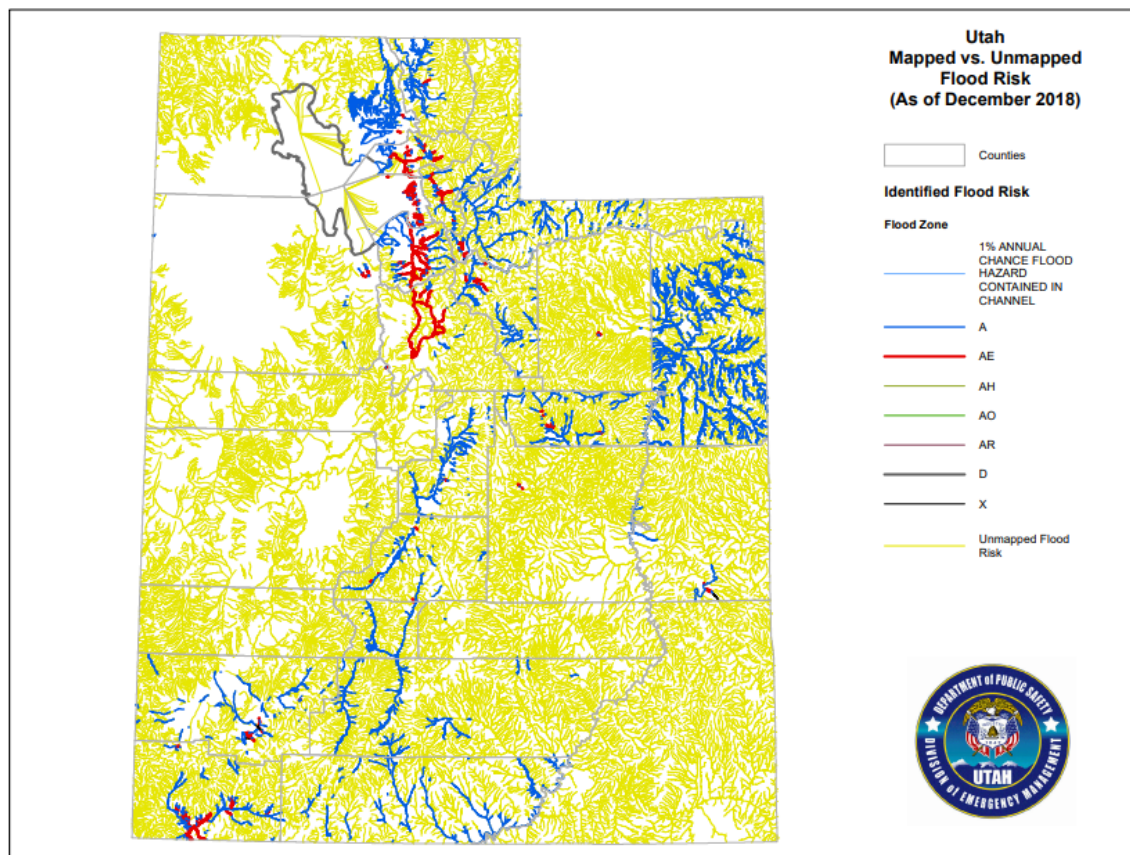 Utah
Mapped vs. Unmapped
Flood Risk
(As of December 2018)
Counties
Identified Flood Risk
Flood Zone
1% ANNUAL
CHANCE FLOOD
HAZARD
CONTAINED IN
CHANNEL
A
AE
AH
AO
AR
D
X
Unmapped Flood
Risk
DEPARTMENT of PUBLIC SAFETY
UTAH
DIVISION of EMERGENCY MANAGEMENT